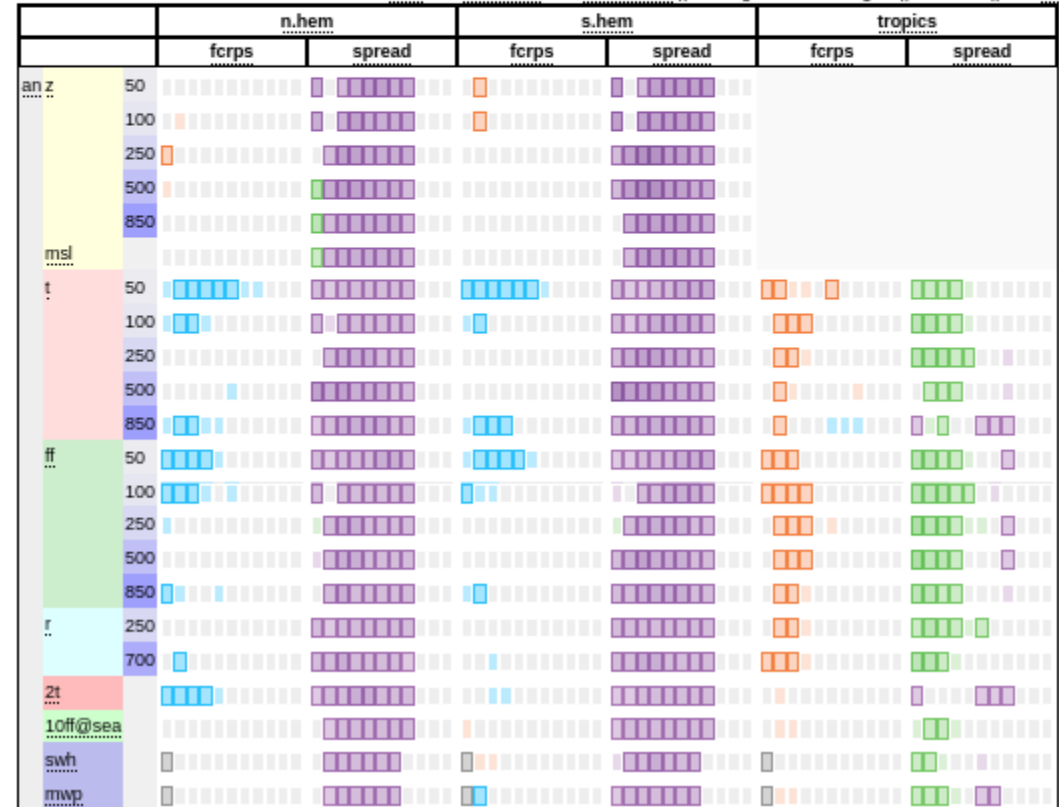 n.hem s.hem tropics
fcrps spread fcrps spread fcrps spread
an z 50
100
250
500
850
msl
t 50
100
250
500
850
ff 50
100
250
500
850
r 250
700
2t
10ff@sea
swh
mwp